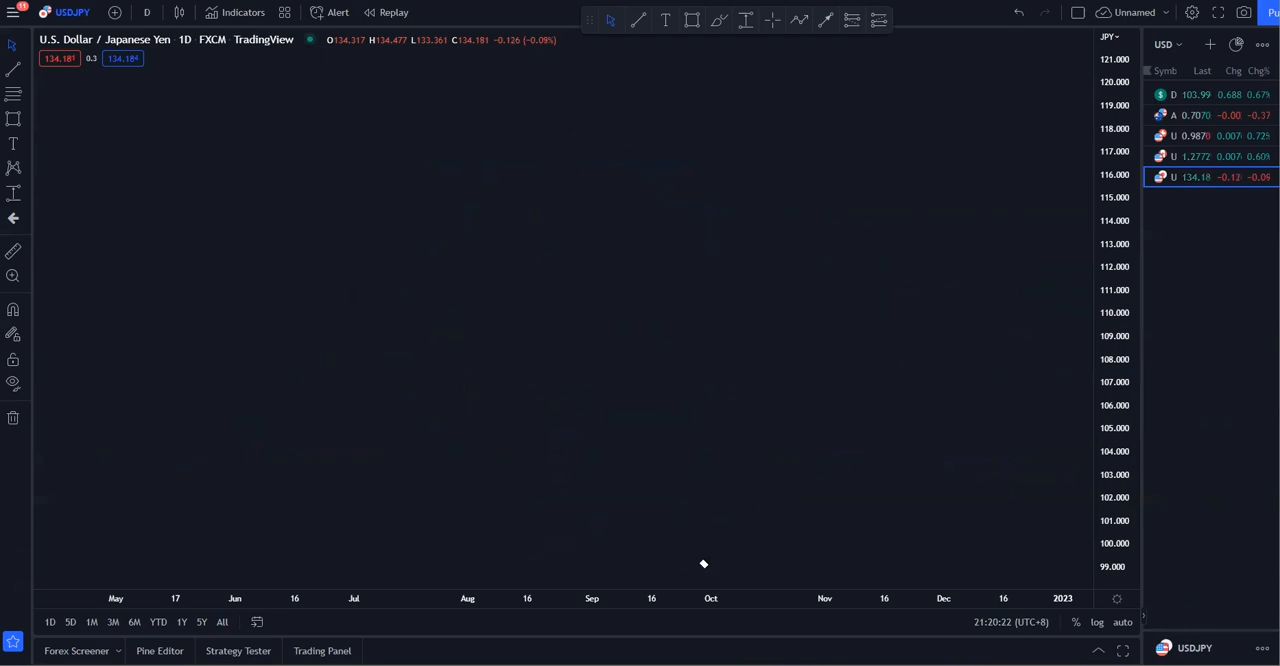 11 USDJPY D Indicators Alert Replay Unnamed Pu
U.S. Dollar / Japanese Yen · 1D · FXCM · TradingView O134.317 H134.477 L133.361 C134.181 −0.126 (−0.09%)
134.181 0.3 134.184
JPY
121.000
120.000
119.000
118.000
117.000
116.000
115.000
114.000
113.000
112.000
111.000
110.000
109.000
108.000
107.000
106.000
105.000
104.000
103.000
102.000
101.000
100.000
99.000
USD
Symb Last Chg Chg%
D 103.99 0.688 0.67%
A 0.7070 −0.00 −0.37
U 0.9870 0.007 0.72%
U 1.2772 0.007 0.60%
U 134.18 −0.12 −0.09
May 17 Jun 16 Jul Aug 16 Sep 16 Oct Nov 16 Dec 16 2023
1D 5D 1M 3M 6M YTD 1Y 5Y All 21:20:22 (UTC+8) % log auto
Forex Screener Pine Editor Strategy Tester Trading Panel USDJPY